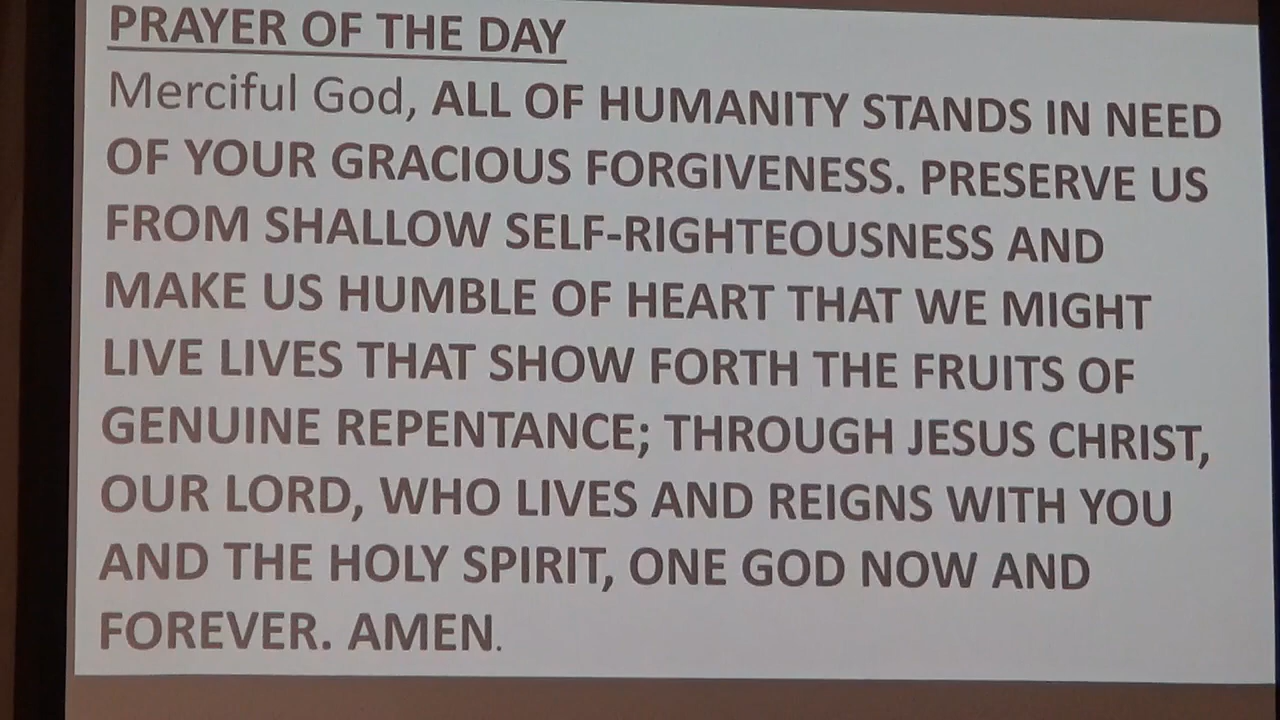 PRAYER OF THE DAY
Merciful God, ALL OF HUMANITY STANDS IN NEED
OF YOUR GRACIOUS FORGIVENESS. PRESERVE US
FROM SHALLOW SELF-RIGHTEOUSNESS AND
MAKE US HUMBLE OF HEART THAT WE MIGHT
LIVE LIVES THAT SHOW FORTH THE FRUITS OF
GENUINE REPENTANCE; THROUGH JESUS CHRIST,
OUR LORD, WHO LIVES AND REIGNS WITH YOU
AND THE HOLY SPIRIT, ONE GOD NOW AND
FOREVER. AMEN.